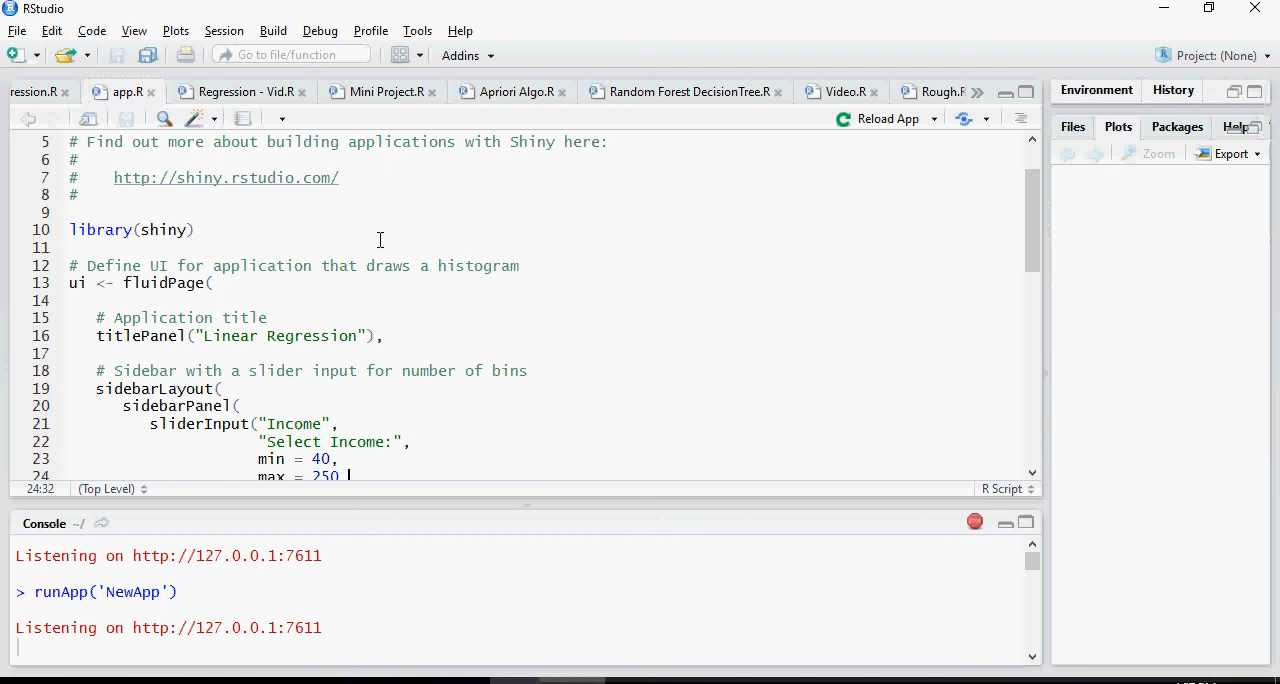 RStudio
File Edit Code View Plots Session Build Debug Profile Tools Help
Go to file/function Addins Project: (None)
ression.R app.R Regression - Vid.R Mini Project.R Apriori Algo.R Random Forest DecisionTree.R Video.R Rough.R
Environment History
Reload App
Files Plots Packages Help
Zoom Export
5 # Find out more about building applications with Shiny here:
6 #
7 # http://shiny.rstudio.com/
8 #
9
10 library(shiny)
11
12 # Define UI for application that draws a histogram
13 ui <- fluidPage(
14
15 # Application title
16 titlePanel("Linear Regression"),
17
18 # Sidebar with a slider input for number of bins
19 sidebarLayout(
20 sidebarPanel(
21 sliderInput("Income",
22 "Select Income:",
23 min = 40,
24 max = 250
24:32 (Top Level) R Script
Console ~/
STOP
Listening on http://127.0.0.1:7611
> runApp('NewApp')
Listening on http://127.0.0.1:7611